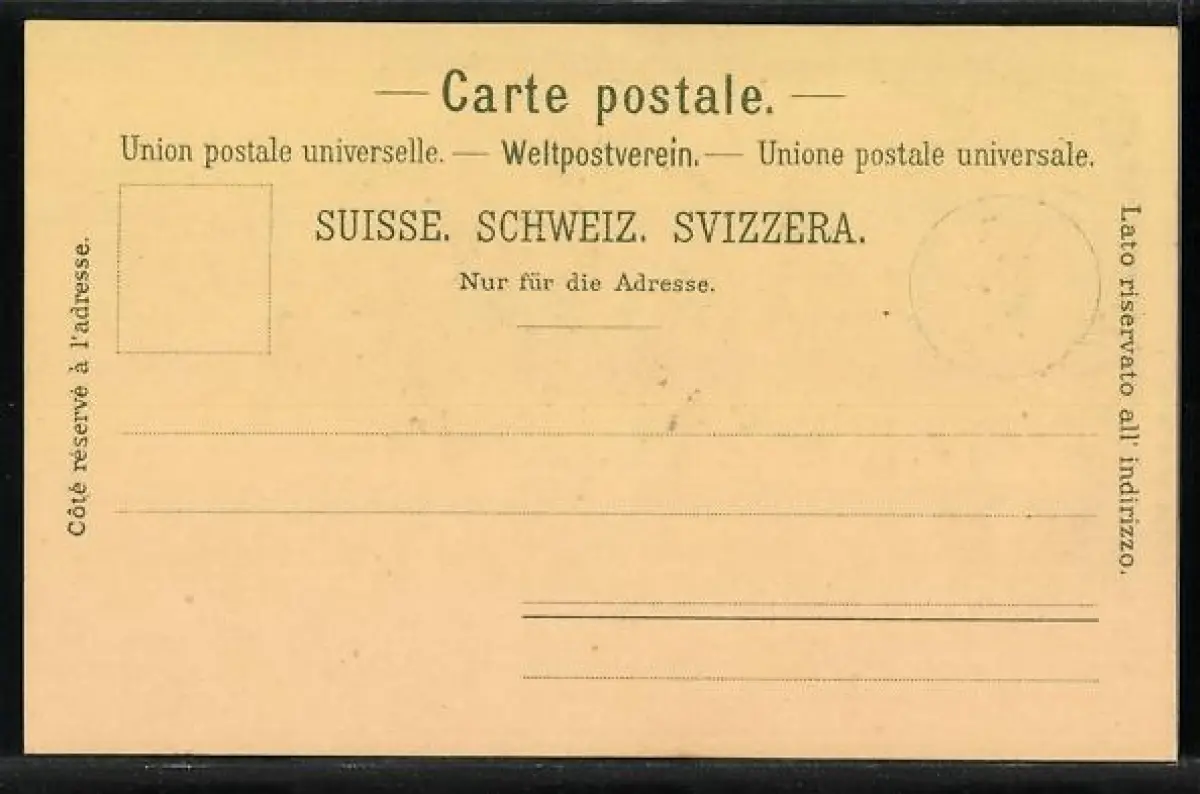 — Carte postale. —
Union postale universelle. — Weltpostverein. — Unione postale universale.
SUISSE. SCHWEIZ. SVIZZERA.
Nur für die Adresse.
Côté réservé à l'adresse.
Lato riservato all' indirizzo.